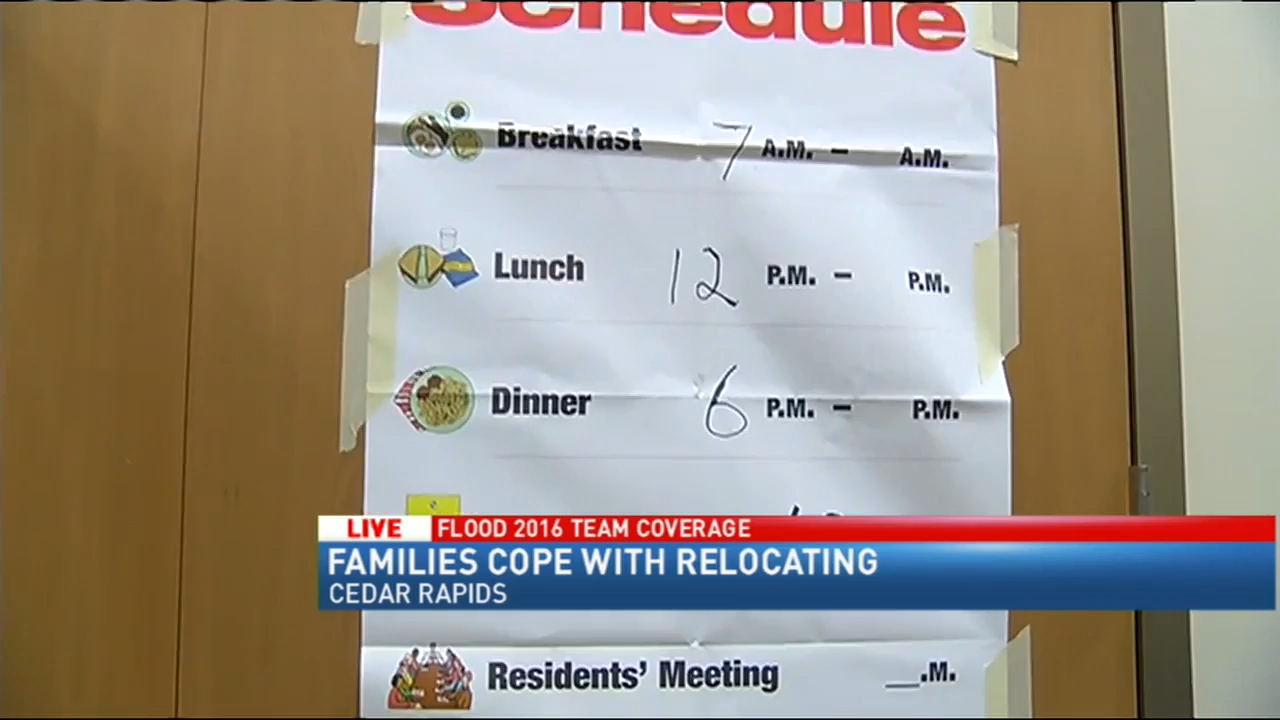 Schedule
Breakfast 7 A.M. – A.M.
Lunch 12 P.M. – P.M.
Dinner 6 P.M. – P.M.
LIVE FLOOD 2016 TEAM COVERAGE
FAMILIES COPE WITH RELOCATING
CEDAR RAPIDS
Residents' Meeting __.M.